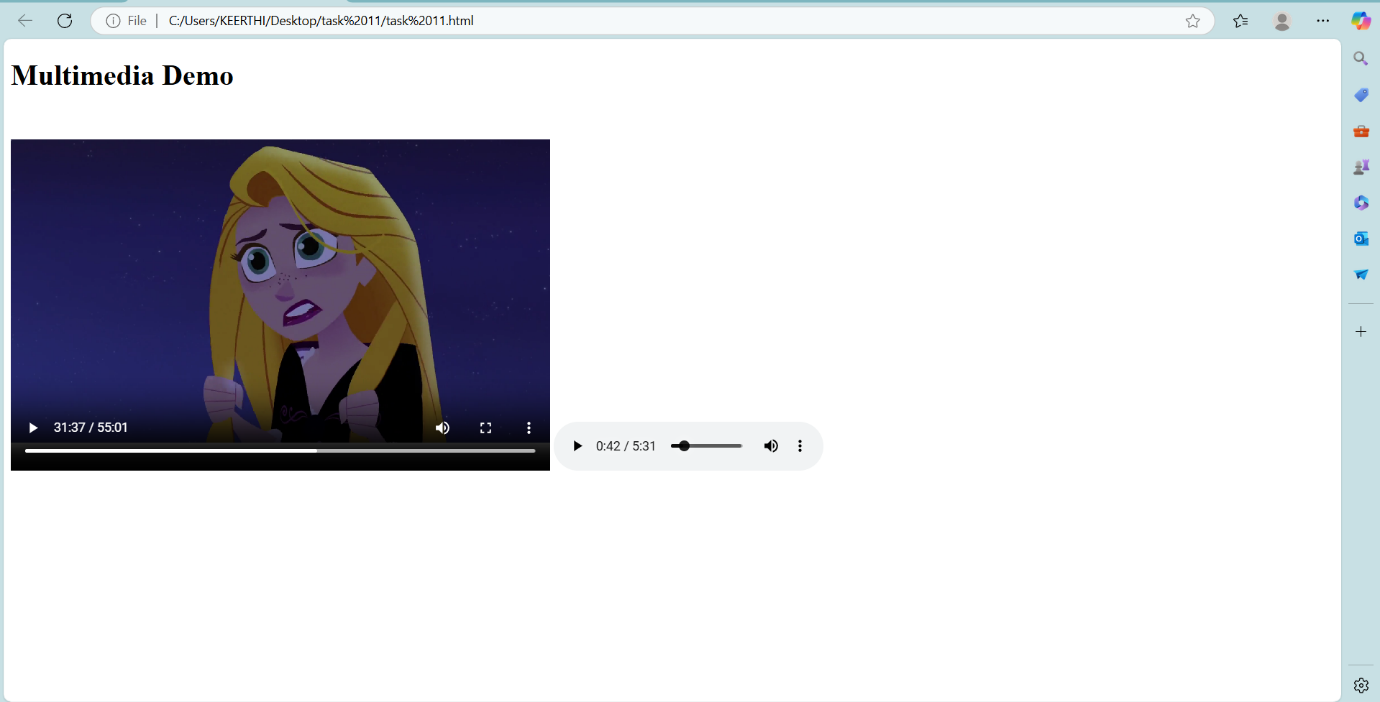 File | C:/Users/KEERTHI/Desktop/task%2011/task%2011.html
Multimedia Demo
31:37 / 55:01
0:42 / 5:31